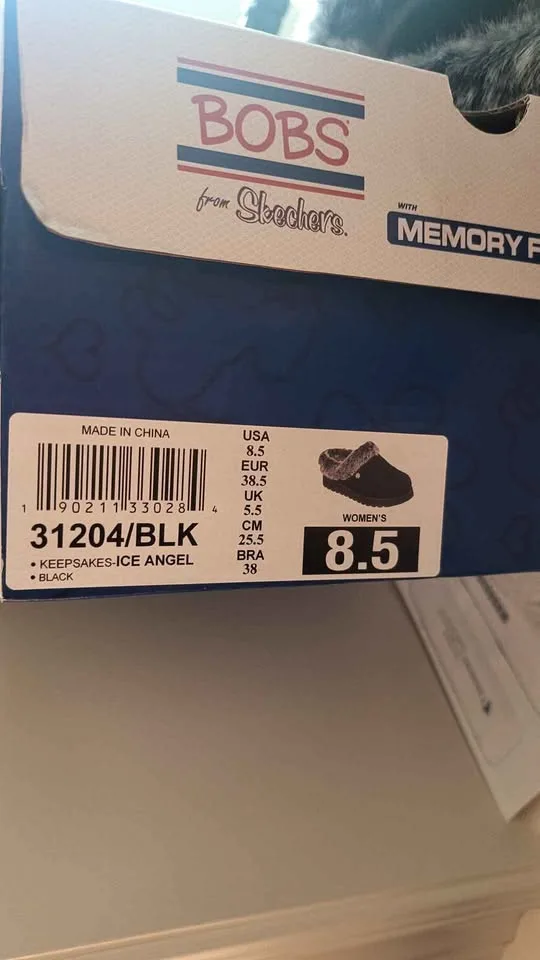 BOBS
from Skechers.
WITH
MEMORY F
MADE IN CHINA
1 90211 33028 4
31204/BLK
• KEEPSAKES-ICE ANGEL
• BLACK
USA
8.5
EUR
38.5
UK
5.5
CM
25.5
BRA
38
WOMEN'S
8.5